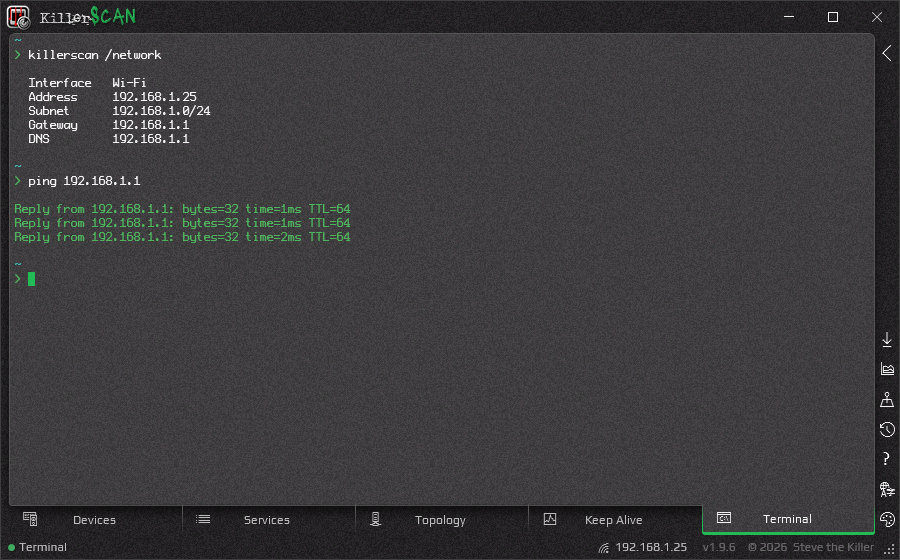 KillerSCAN
~
> killerscan /network
Interface Wi-Fi
Address 192.168.1.25
Subnet 192.168.1.0/24
Gateway 192.168.1.1
DNS 192.168.1.1
~
> ping 192.168.1.1
Reply from 192.168.1.1: bytes=32 time=1ms TTL=64
Reply from 192.168.1.1: bytes=32 time=1ms TTL=64
Reply from 192.168.1.1: bytes=32 time=2ms TTL=64
~
>
?
Devices Services Topology Keep Alive Terminal
Terminal 192.168.1.25 v1.9.6 © 2026 Steve the Killer